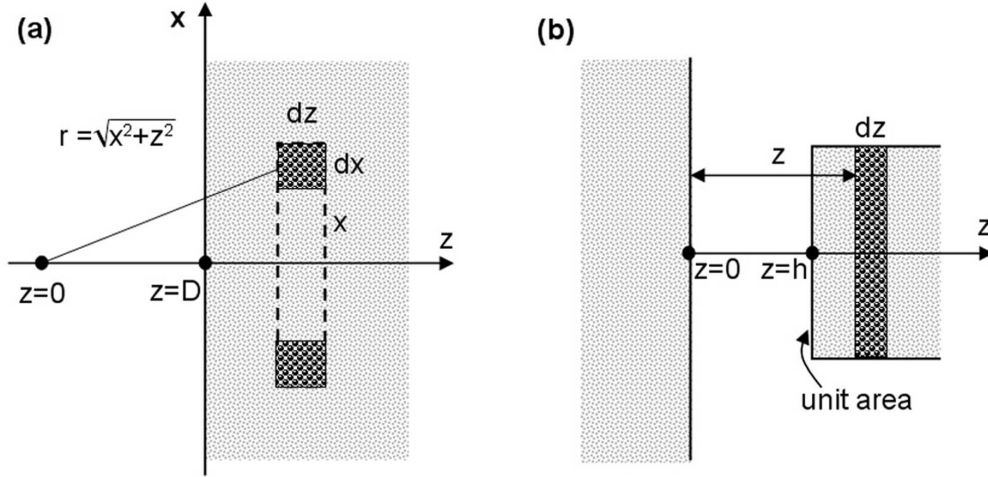 (a)
x
r = √x²+z²
dz
dx
x
z
z=0
z=D
(b)
dz
z
z
z=0
z=h
unit area